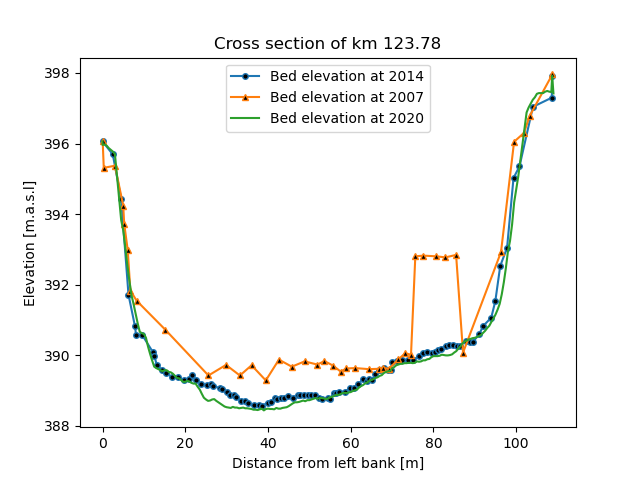 Cross section of km 123.78
Bed elevation at 2014
Bed elevation at 2007
Bed elevation at 2020
Elevation [m.a.s.l]
398
396
394
392
390
388
0 20 40 60 80 100
Distance from left bank [m]